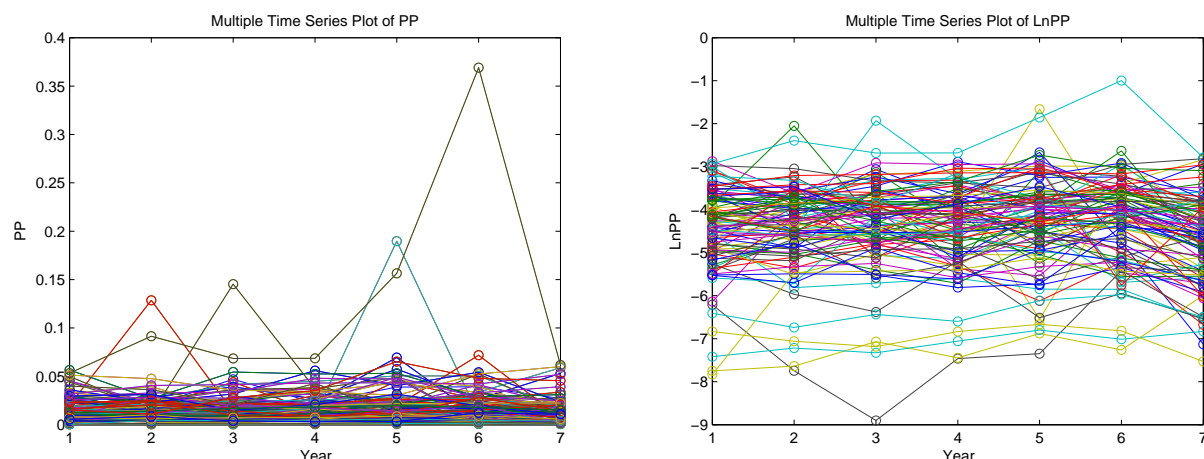 Multiple Time Series Plot of PP
0.4
0.35
0.3
0.25
0.2
0.15
0.1
0.05
0
PP
1 2 3 4 5 6 7
Year
Multiple Time Series Plot of LnPP
0
−1
−2
−3
−4
−5
−6
−7
−8
−9
LnPP
1 2 3 4 5 6 7
Year